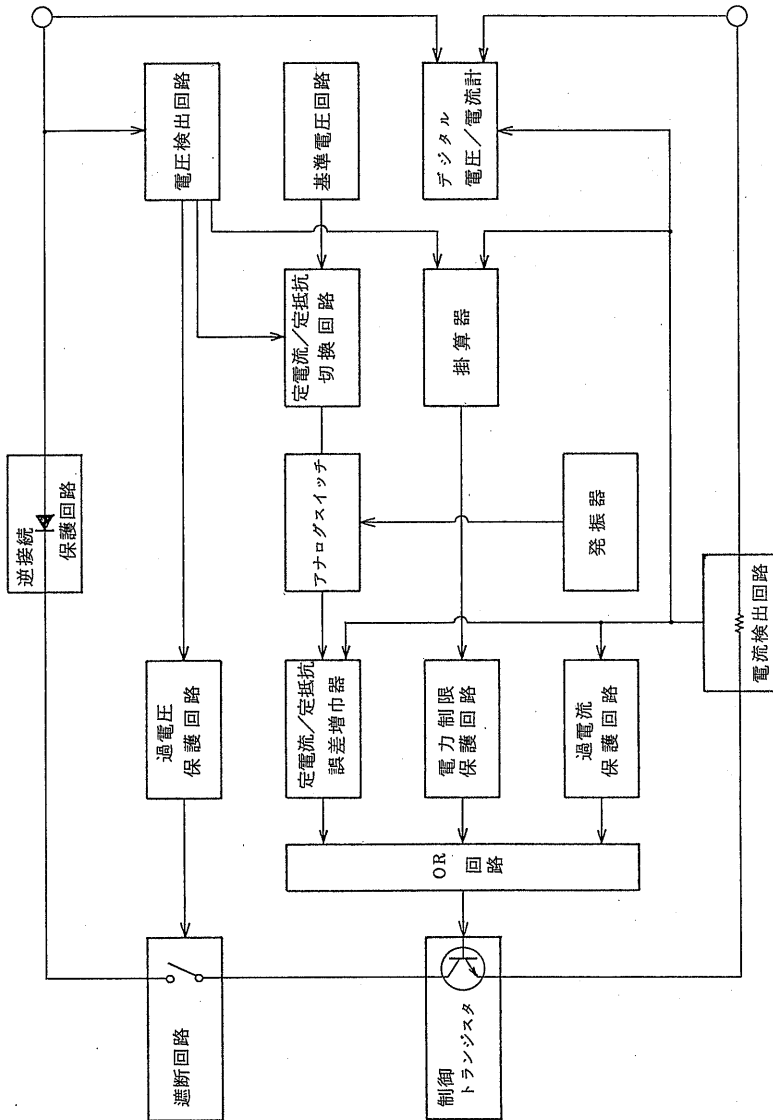 逆接続
保護回路
遮断回路
過電圧
保護回路
電圧検出回路
定電流／定抵抗
誤差増巾器
アナログスイッチ
定電流／定抵抗
切換回路
基準電圧回路
制御
トランジスタ
OR
回路
電力制限
保護回路
掛算器
デジタル
電圧／電流計
過電流
保護回路
発振器
電流検出回路